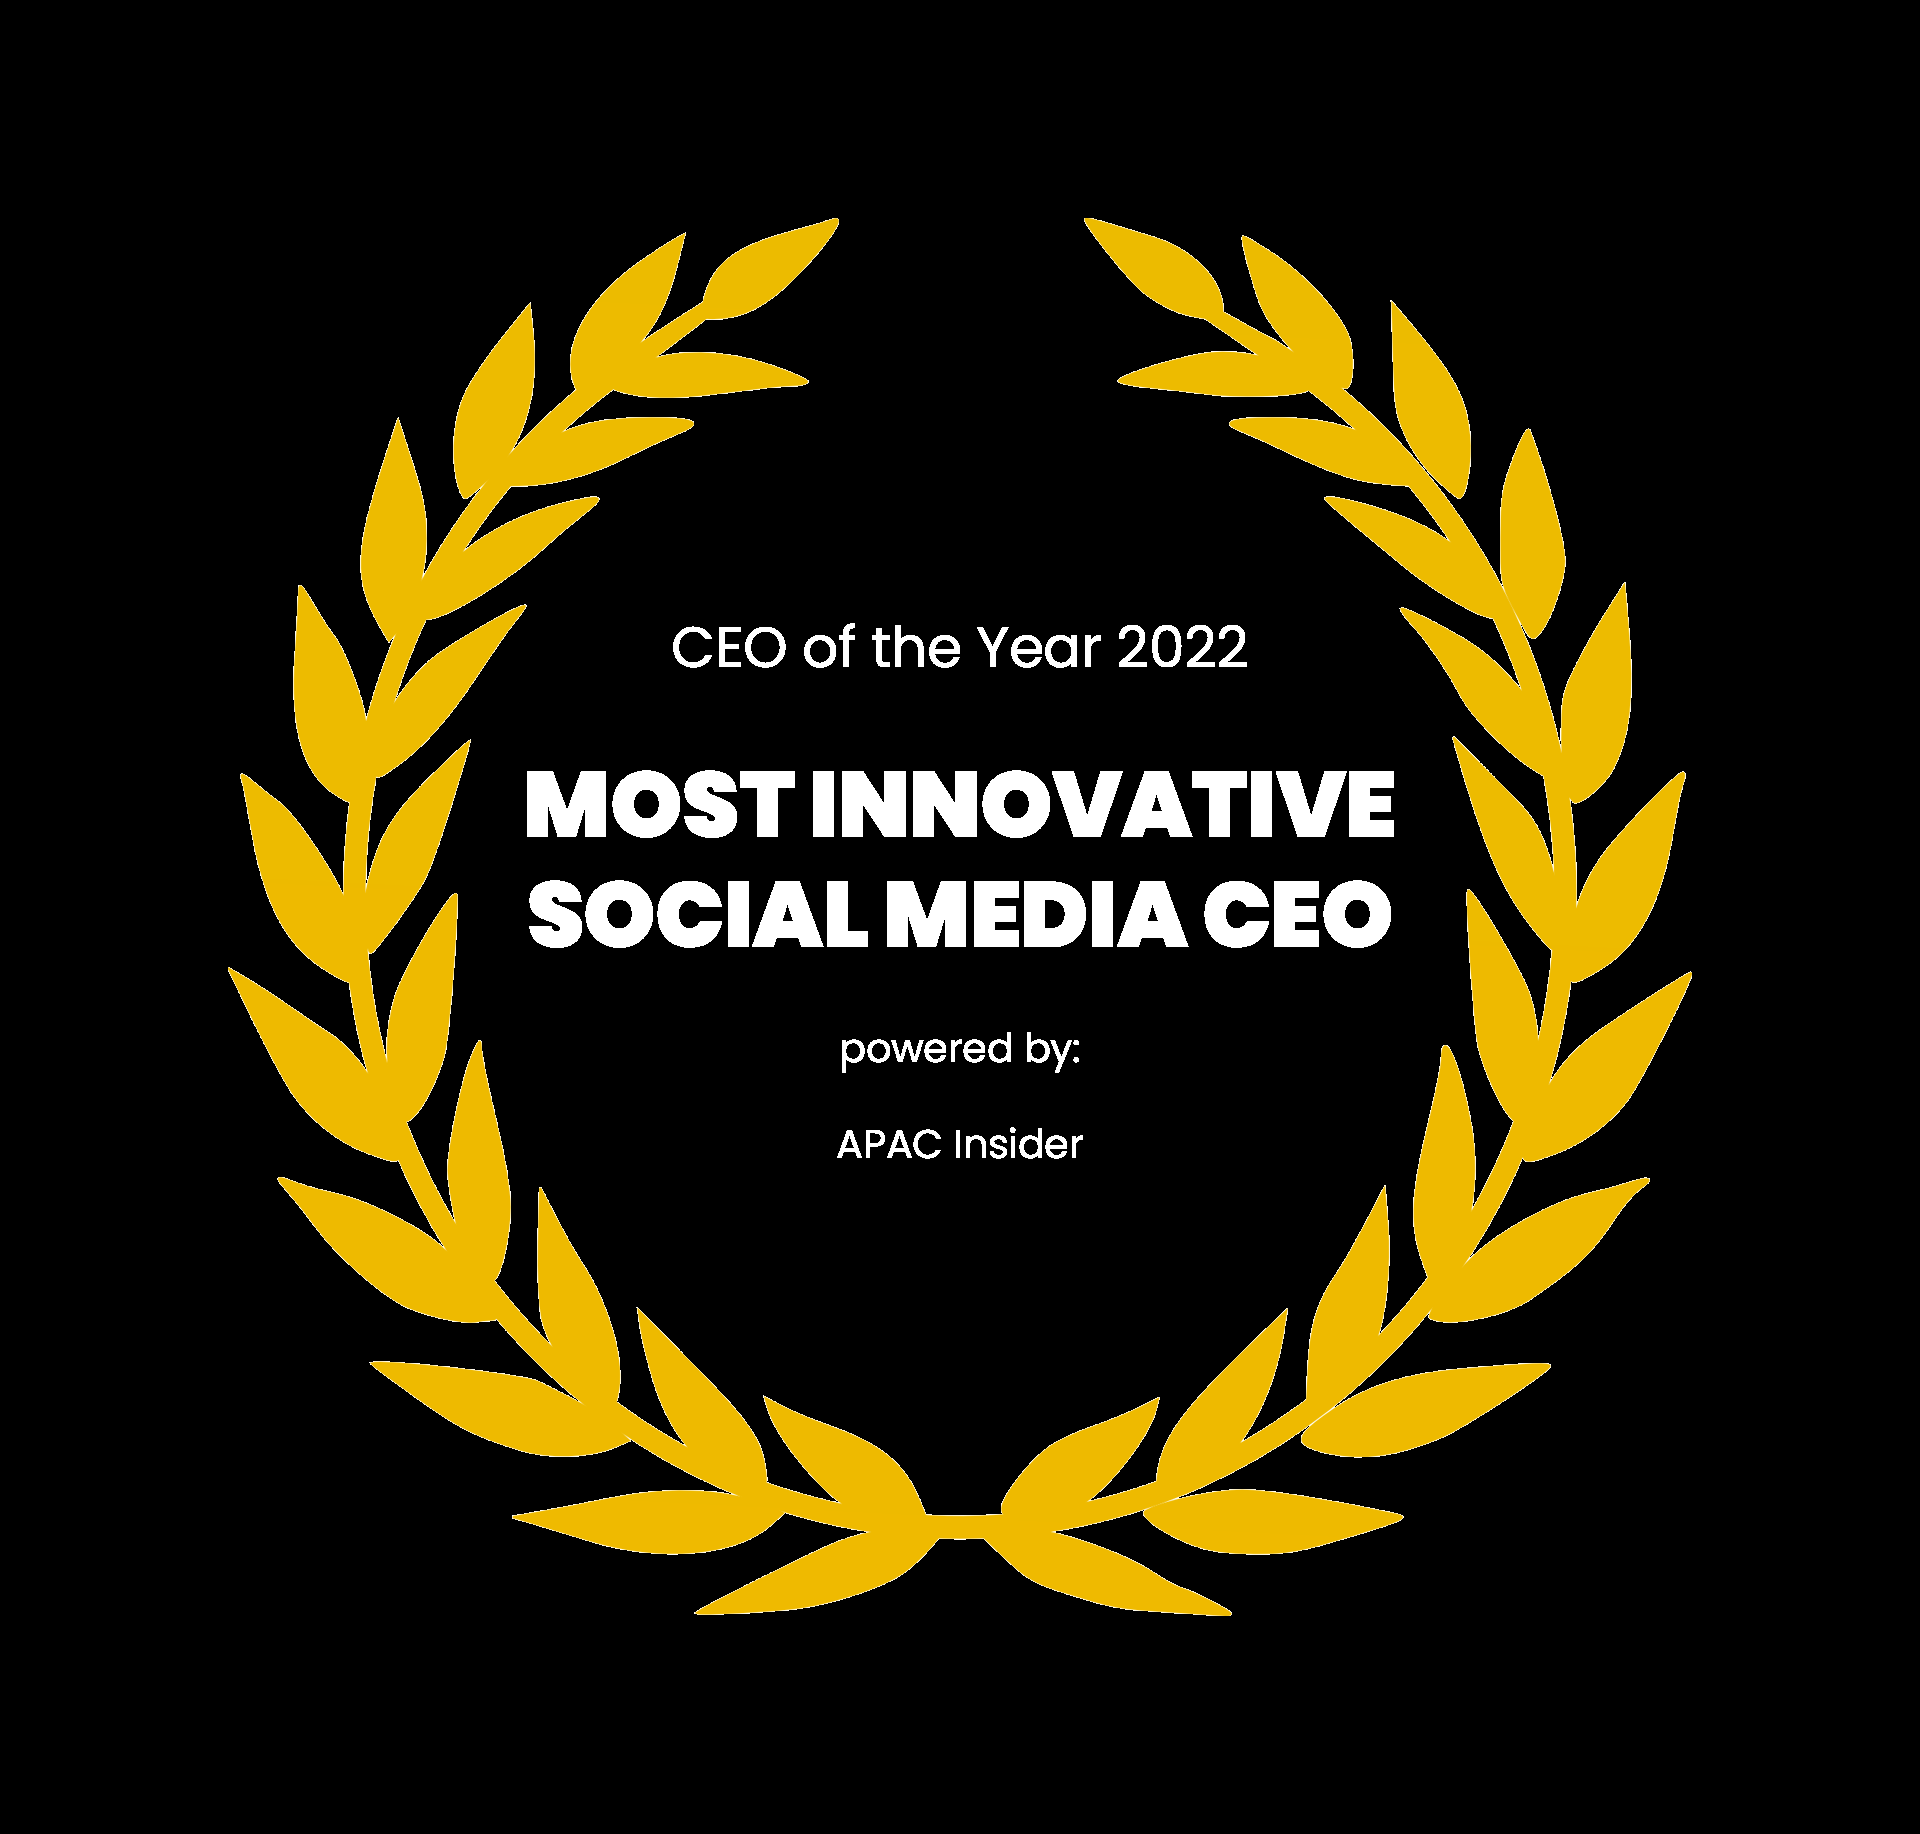 CEO of the Year 2022
MOST INNOVATIVE
SOCIAL MEDIA CEO
powered by:
APAC Insider